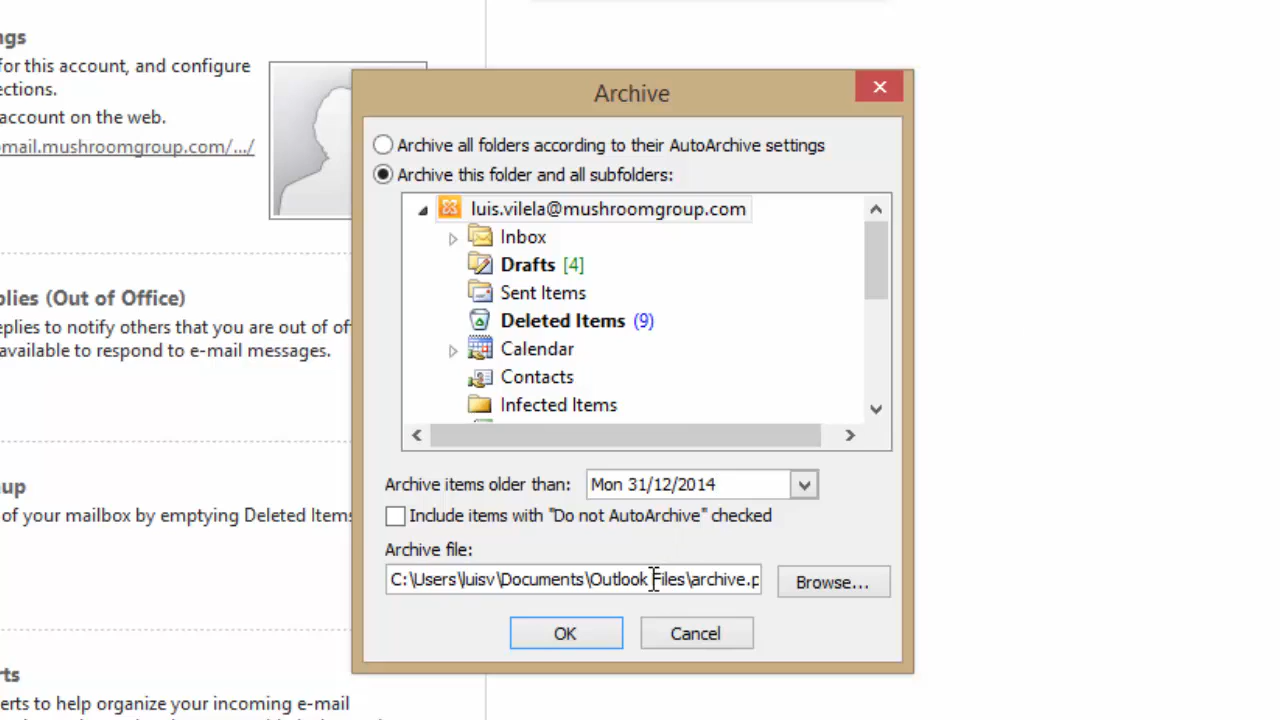 ngs
for this account, and configure
ections.
account on the web.
email.mushroomgroup.com/.../
plies (Out of Office)
eplies to notify others that you are out of of
available to respond to e-mail messages.
nup
of your mailbox by emptying Deleted Items
rts
erts to help organize your incoming e-mail
Archive
Archive all folders according to their AutoArchive settings
Archive this folder and all subfolders:
luis.vilela@mushroomgroup.com
Inbox
Drafts [4]
Sent Items
Deleted Items (9)
Calendar
Contacts
Infected Items
Archive items older than: Mon 31/12/2014
Include items with "Do not AutoArchive" checked
Archive file:
C:\Users\luisv\Documents\Outlook Files\archive.p
Browse...
OK
Cancel